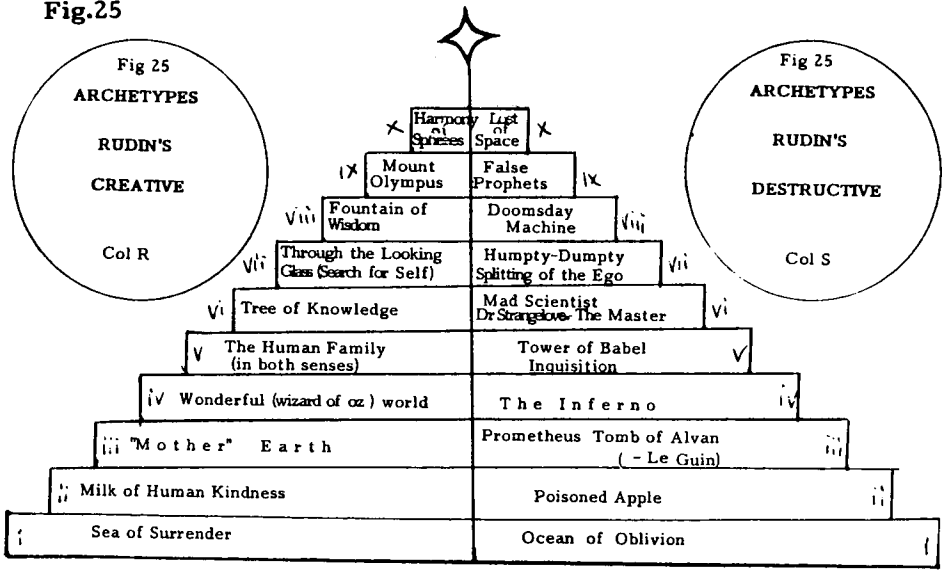 Fig.25
Fig 25
ARCHETYPES
RUDIN'S
CREATIVE
Col R
Fig 25
ARCHETYPES
RUDIN'S
DESTRUCTIVE
Col S
x Harmony Lust x
of of
Spheres Space
ix Mount False ix
Olympus Prophets
viii Fountain of Doomsday viii
Wisdom Machine
vii Through the Looking Humpty-Dumpty vii
Glass (Search for Self) Splitting of the Ego
vi Tree of Knowledge Mad Scientist vi
Dr Strangelove- The Master
v The Human Family Tower of Babel v
(in both senses) Inquisition
iv Wonderful (wizard of oz) world The Inferno iv
iii "Mother" Earth Prometheus Tomb of Alvan iii
(- Le Guin)
ii Milk of Human Kindness Poisoned Apple ii
i Sea of Surrender Ocean of Oblivion i